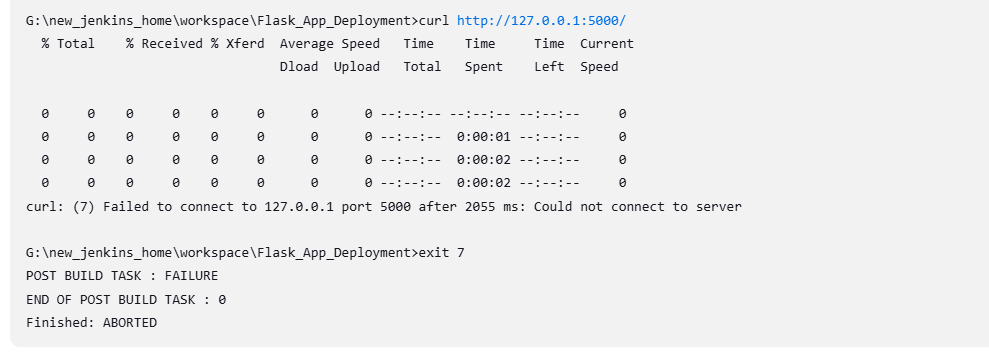 G:\new_jenkins_home\workspace\Flask_App_Deployment>curl http://127.0.0.1:5000/
  % Total    % Received % Xferd  Average Speed   Time    Time     Time  Current
                                 Dload  Upload   Total   Spent    Left  Speed
  0     0    0     0    0     0      0      0 --:--:-- --:--:-- --:--:--     0
  0     0    0     0    0     0      0      0 --:--:--  0:00:01 --:--:--     0
  0     0    0     0    0     0      0      0 --:--:--  0:00:02 --:--:--     0
  0     0    0     0    0     0      0      0 --:--:--  0:00:02 --:--:--     0
curl: (7) Failed to connect to 127.0.0.1 port 5000 after 2055 ms: Could not connect to server
G:\new_jenkins_home\workspace\Flask_App_Deployment>exit 7
POST BUILD TASK : FAILURE
END OF POST BUILD TASK : 0
Finished: ABORTED